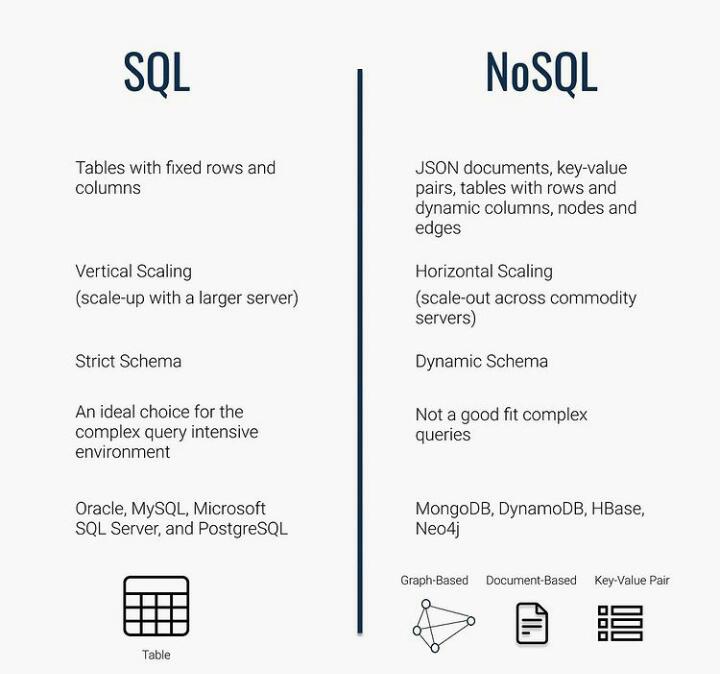 SQL
NoSQL
Tables with fixed rows and
columns
JSON documents, key-value
pairs, tables with rows and
dynamic columns, nodes and
edges
Vertical Scaling
(scale-up with a larger server)
Horizontal Scaling
(scale-out across commodity
servers)
Strict Schema
Dynamic Schema
An ideal choice for the
complex query intensive
environment
Not a good fit complex
queries
Oracle, MySQL, Microsoft
SQL Server, and PostgreSQL
MongoDB, DynamoDB, HBase,
Neo4j
Table
Graph-Based
Document-Based
Key-Value Pair